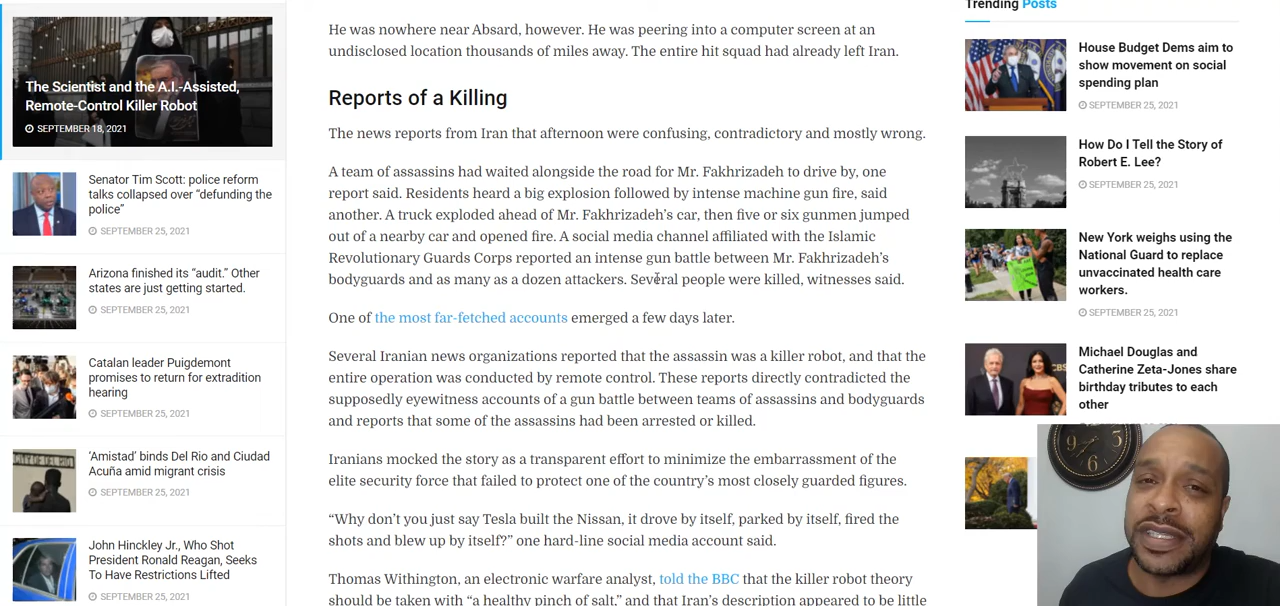 The Scientist and the A.I.-Assisted,
Remote-Control Killer Robot
SEPTEMBER 18, 2021
Senator Tim Scott: police reform
talks collapsed over “defunding the
police”
SEPTEMBER 25, 2021
Arizona finished its “audit.” Other
states are just getting started.
SEPTEMBER 25, 2021
Catalan leader Puigdemont
promises to return for extradition
hearing
SEPTEMBER 25, 2021
‘Amistad’ binds Del Rio and Ciudad
Acuña amid migrant crisis
SEPTEMBER 25, 2021
John Hinckley Jr., Who Shot
President Ronald Reagan, Seeks
To Have Restrictions Lifted
SEPTEMBER 25, 2021
He was nowhere near Absard, however. He was peering into a computer screen at an
undisclosed location thousands of miles away. The entire hit squad had already left Iran.
Reports of a Killing
The news reports from Iran that afternoon were confusing, contradictory and mostly wrong.
A team of assassins had waited alongside the road for Mr. Fakhrizadeh to drive by, one
report said. Residents heard a big explosion followed by intense machine gun fire, said
another. A truck exploded ahead of Mr. Fakhrizadeh’s car, then five or six gunmen jumped
out of a nearby car and opened fire. A social media channel affiliated with the Islamic
Revolutionary Guards Corps reported an intense gun battle between Mr. Fakhrizadeh’s
bodyguards and as many as a dozen attackers. Several people were killed, witnesses said.
One of the most far-fetched accounts emerged a few days later.
Several Iranian news organizations reported that the assassin was a killer robot, and that the
entire operation was conducted by remote control. These reports directly contradicted the
supposedly eyewitness accounts of a gun battle between teams of assassins and bodyguards
and reports that some of the assassins had been arrested or killed.
Iranians mocked the story as a transparent effort to minimize the embarrassment of the
elite security force that failed to protect one of the country’s most closely guarded figures.
“Why don’t you just say Tesla built the Nissan, it drove by itself, parked by itself, fired the
shots and blew up by itself?” one hard-line social media account said.
Thomas Withington, an electronic warfare analyst, told the BBC that the killer robot theory
should be taken with “a healthy pinch of salt,” and that Iran’s description appeared to be little
Trending Posts
House Budget Dems aim to
show movement on social
spending plan
SEPTEMBER 25, 2021
How Do I Tell the Story of
Robert E. Lee?
SEPTEMBER 25, 2021
New York weighs using the
National Guard to replace
unvaccinated health care
workers.
SEPTEMBER 25, 2021
Michael Douglas and
Catherine Zeta-Jones share
birthday tributes to each
other